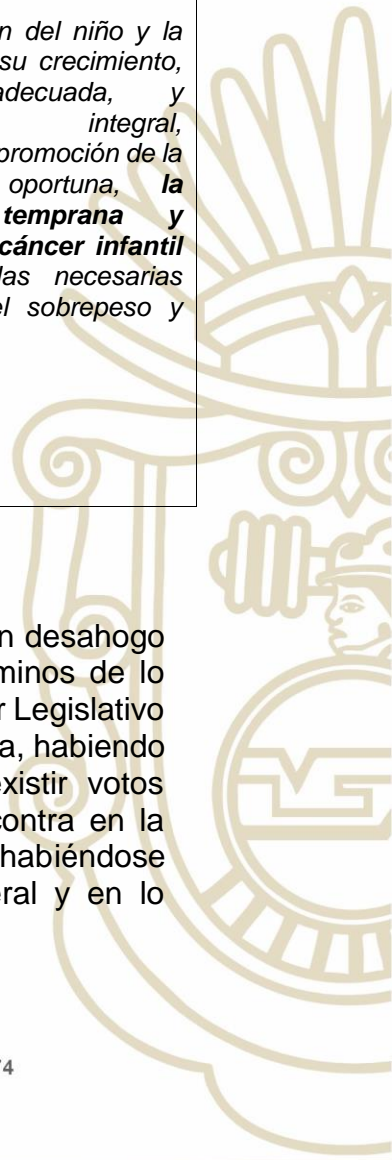 n del niño y la
su crecimiento,
adecuada, y
integral,
promoción de la
oportuna, la
temprana y
cáncer infantil
las necesarias
el sobrepeso y
n desahogo
minos de lo
r Legislativo
a, habiendo
existir votos
contra en la
habiéndose
eral y en lo
4